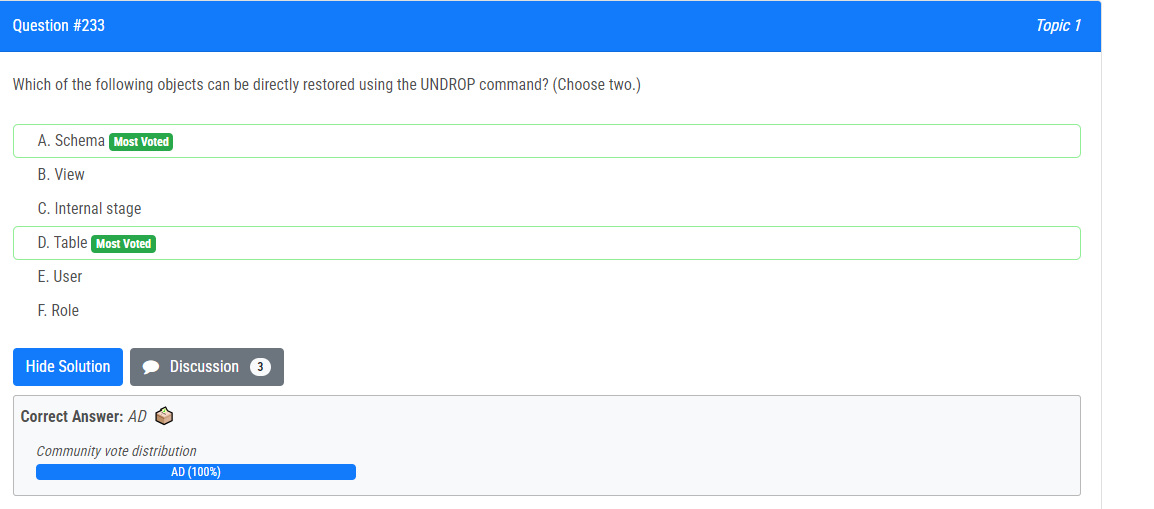 Question #233
Topic 1
Which of the following objects can be directly restored using the UNDROP command? (Choose two.)
A. Schema Most Voted
B. View
C. Internal stage
D. Table Most Voted
E. User
F. Role
Hide Solution
Discussion 3
Correct Answer: AD
Community vote distribution
AD (100%)